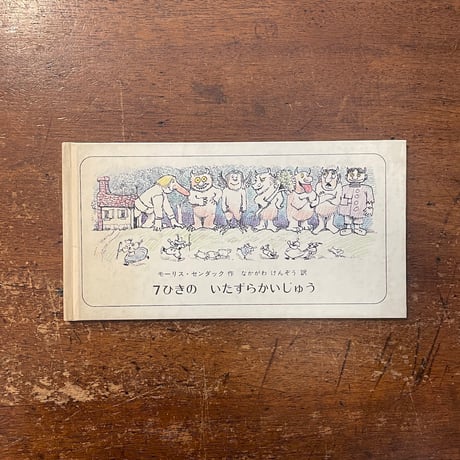 モーリス・センダック 作　なかがわ けんぞう 訳
7ひきの　いたずらかいじゅう